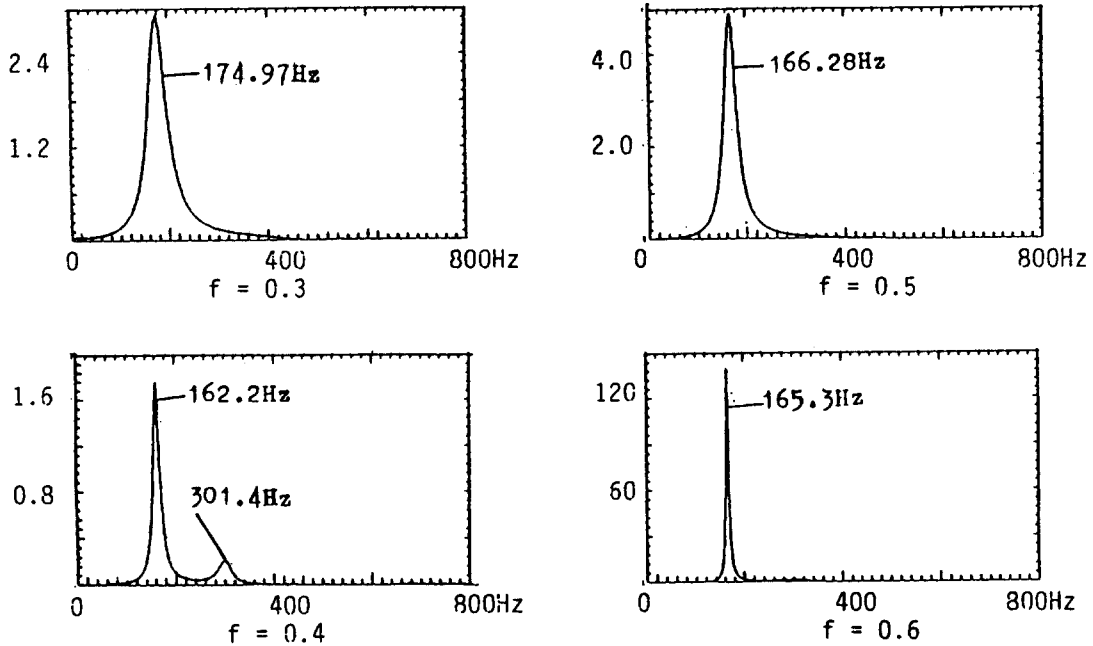 2.4
1.2
174.97Hz
0 400 800Hz
f = 0.3
4.0
2.0
166.28Hz
0 400 800Hz
f = 0.5
1.6
0.8
162.2Hz
301.4Hz
0 400 800Hz
f = 0.4
120
60
165.3Hz
0 400 800Hz
f = 0.6